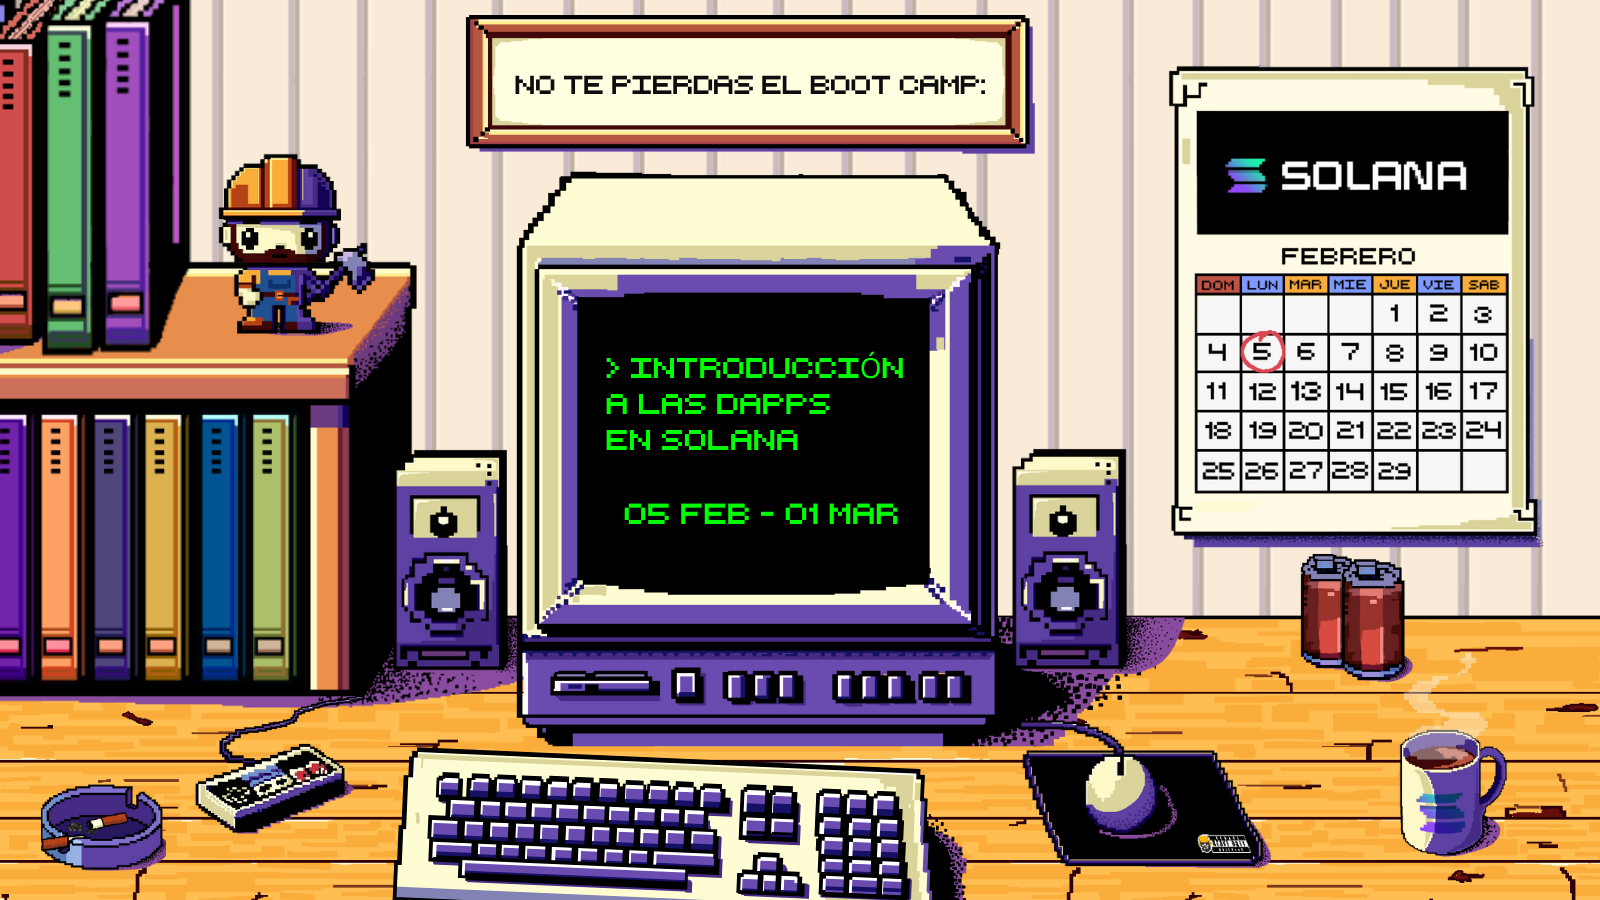 NO TE PIERDAS EL BOOT CAMP:
SOLANA
FEBRERO
DOM LUN MAR MIE JUE VIE SAB
1 2 3
4 5 6 7 8 9 10
11 12 13 14 15 16 17
18 19 20 21 22 23 24
25 26 27 28 29
> INTRODUCCIÓN
A LAS DAPPS
EN SOLANA
05 FEB - 01 MAR